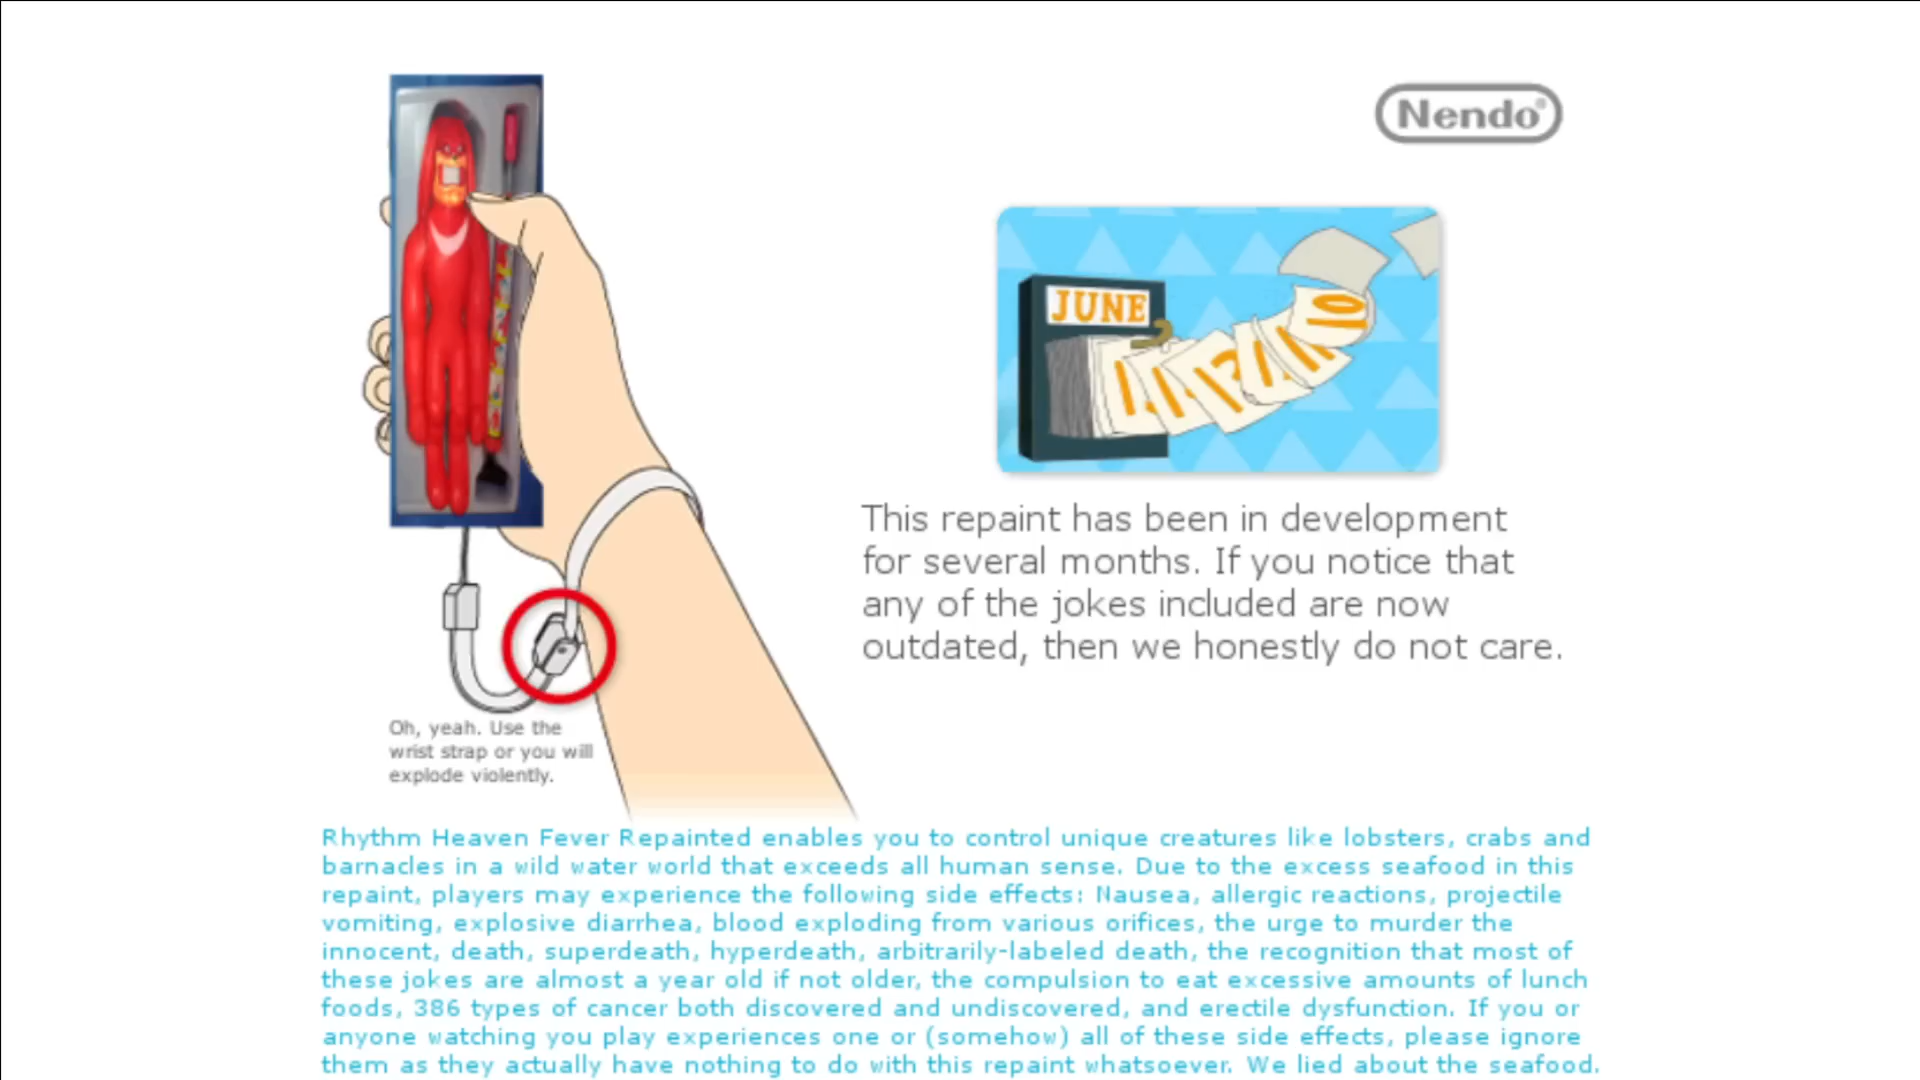 Nendo®
JUNE
10
This repaint has been in development
for several months. If you notice that
any of the jokes included are now
outdated, then we honestly do not care.
Oh, yeah. Use the
wrist strap or you will
explode violently.
Rhythm Heaven Fever Repainted enables you to control unique creatures like lobsters, crabs and
barnacles in a wild water world that exceeds all human sense. Due to the excess seafood in this
repaint, players may experience the following side effects: Nausea, allergic reactions, projectile
vomiting, explosive diarrhea, blood exploding from various orifices, the urge to murder the
innocent, death, superdeath, hyperdeath, arbitrarily-labeled death, the recognition that most of
these jokes are almost a year old if not older, the compulsion to eat excessive amounts of lunch
foods, 386 types of cancer both discovered and undiscovered, and erectile dysfunction. If you or
anyone watching you play experiences one or (somehow) all of these side effects, please ignore
them as they actually have nothing to do with this repaint whatsoever. We lied about the seafood.